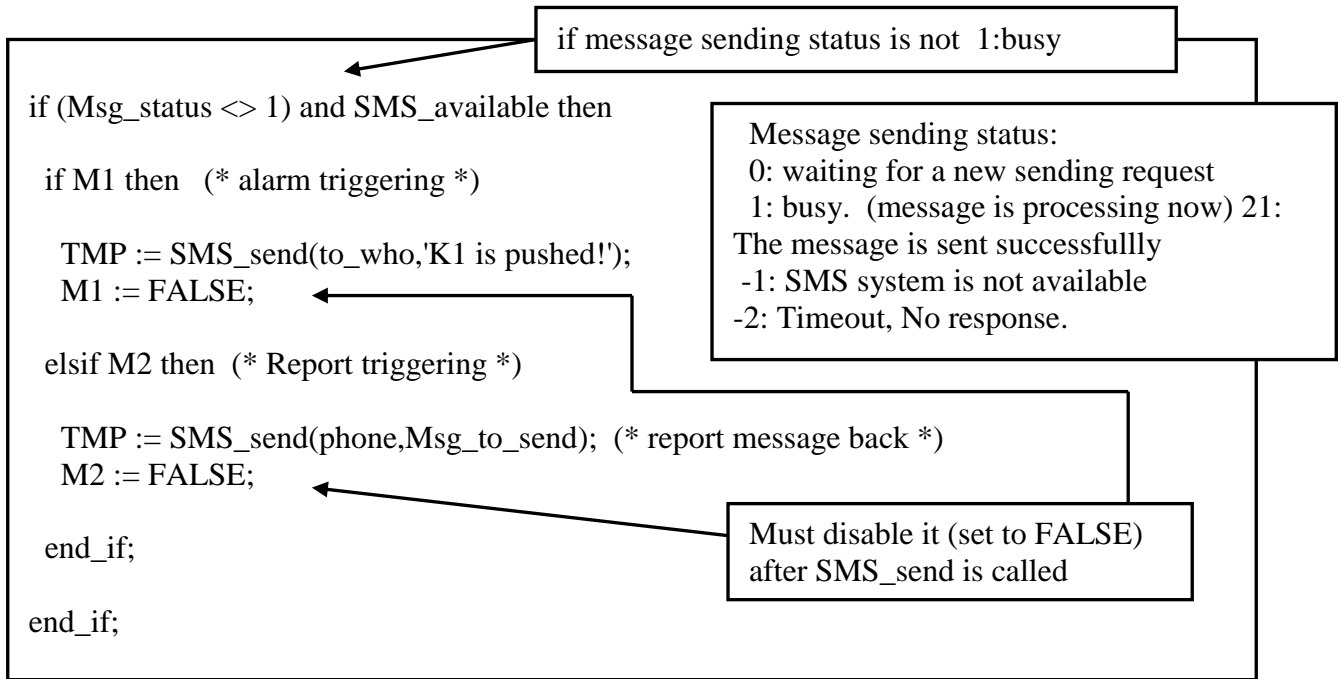 if message sending status is not 1:busy
if (Msg_status <> 1) and SMS_available then
if M1 then (* alarm triggering *)
TMP := SMS_send(to_who,'K1 is pushed!');
M1 := FALSE;
elsif M2 then (* Report triggering *)
TMP := SMS_send(phone,Msg_to_send); (* report message back *)
M2 := FALSE;
end_if;
end_if;
Message sending status:
0: waiting for a new sending request
1: busy. (message is processing now) 21:
The message is sent successfullly
-1: SMS system is not available
-2: Timeout, No response.
Must disable it (set to FALSE)
after SMS_send is called